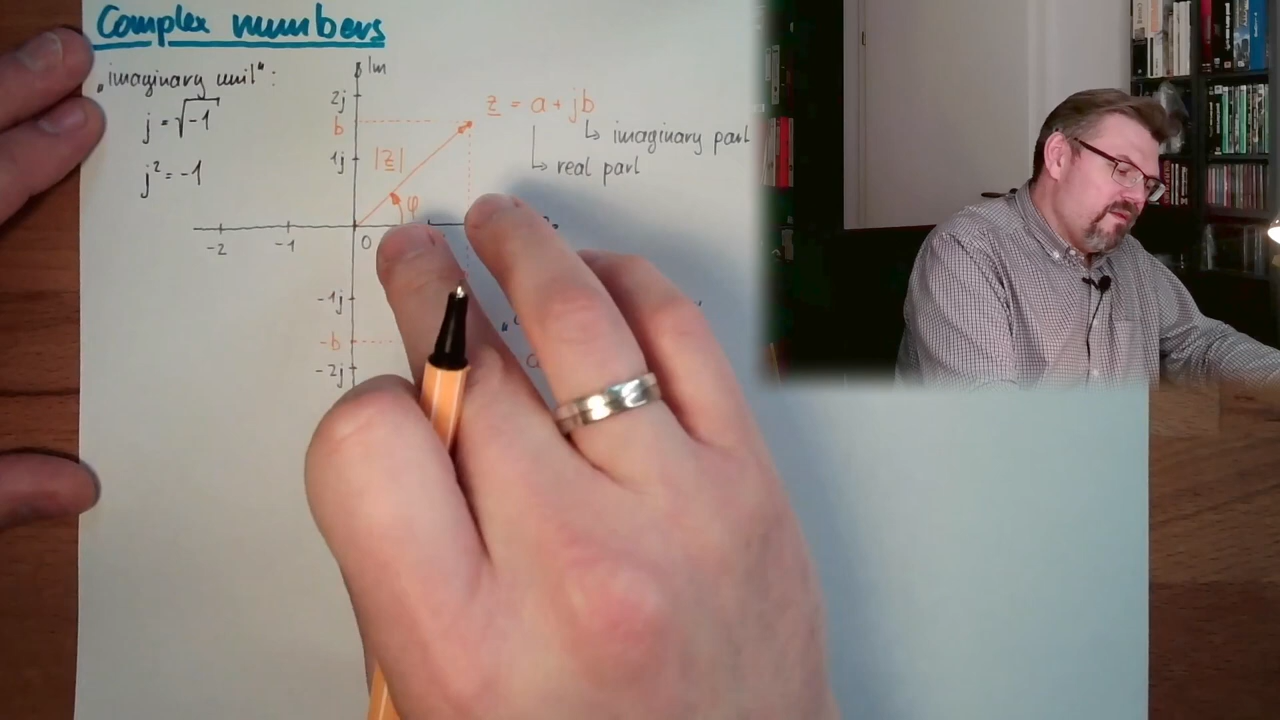 Complex numbers
„imaginary unit“:
j = √-1
j² = -1
Im
2j
b
1j
|z|
φ
z = a + jb
↳ imaginary part
↳ real part
-2 -1 0
-1j
-b
-2j